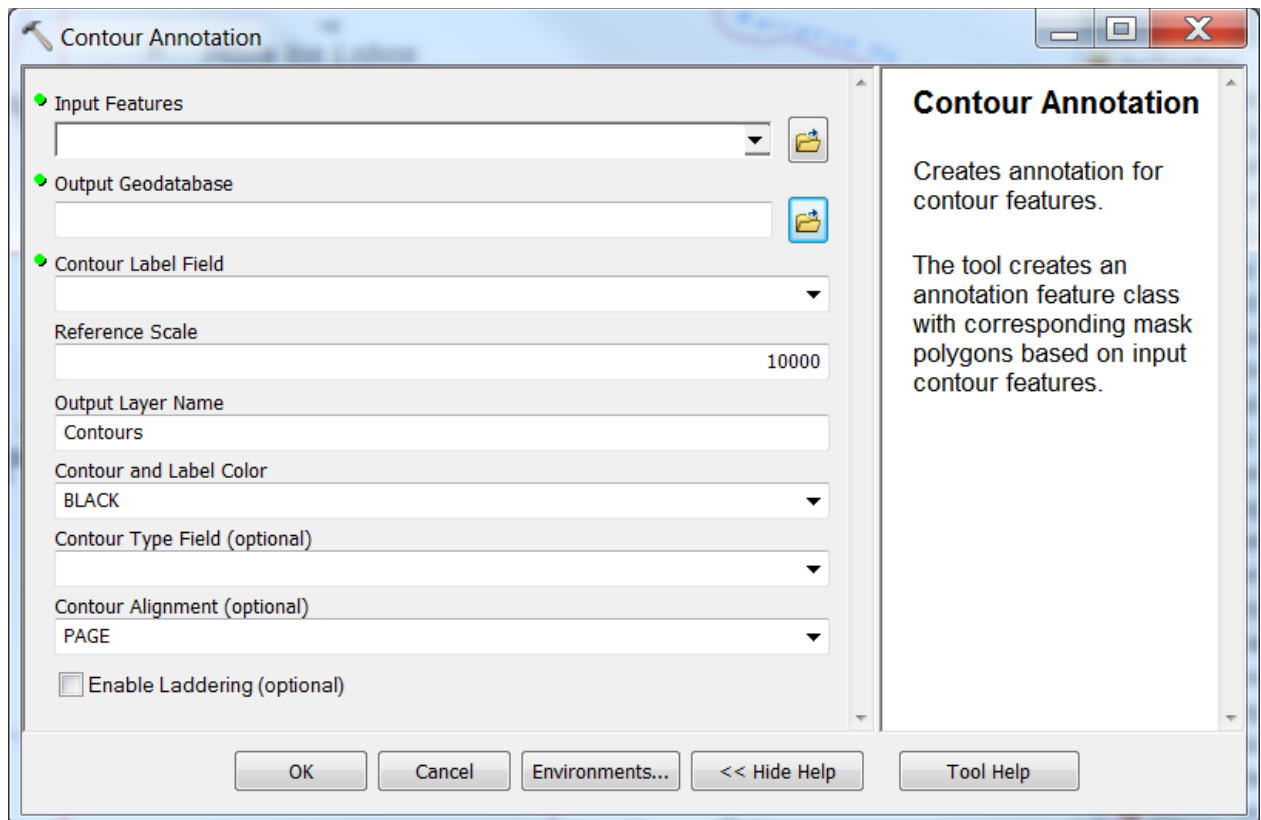 Contour Annotation
Input Features
Output Geodatabase
Contour Label Field
Reference Scale
10000
Output Layer Name
Contours
Contour and Label Color
BLACK
Contour Type Field (optional)
Contour Alignment (optional)
PAGE
Enable Laddering (optional)
Contour Annotation
Creates annotation for
contour features.
The tool creates an
annotation feature class
with corresponding mask
polygons based on input
contour features.
OK
Cancel
Environments...
<< Hide Help
Tool Help